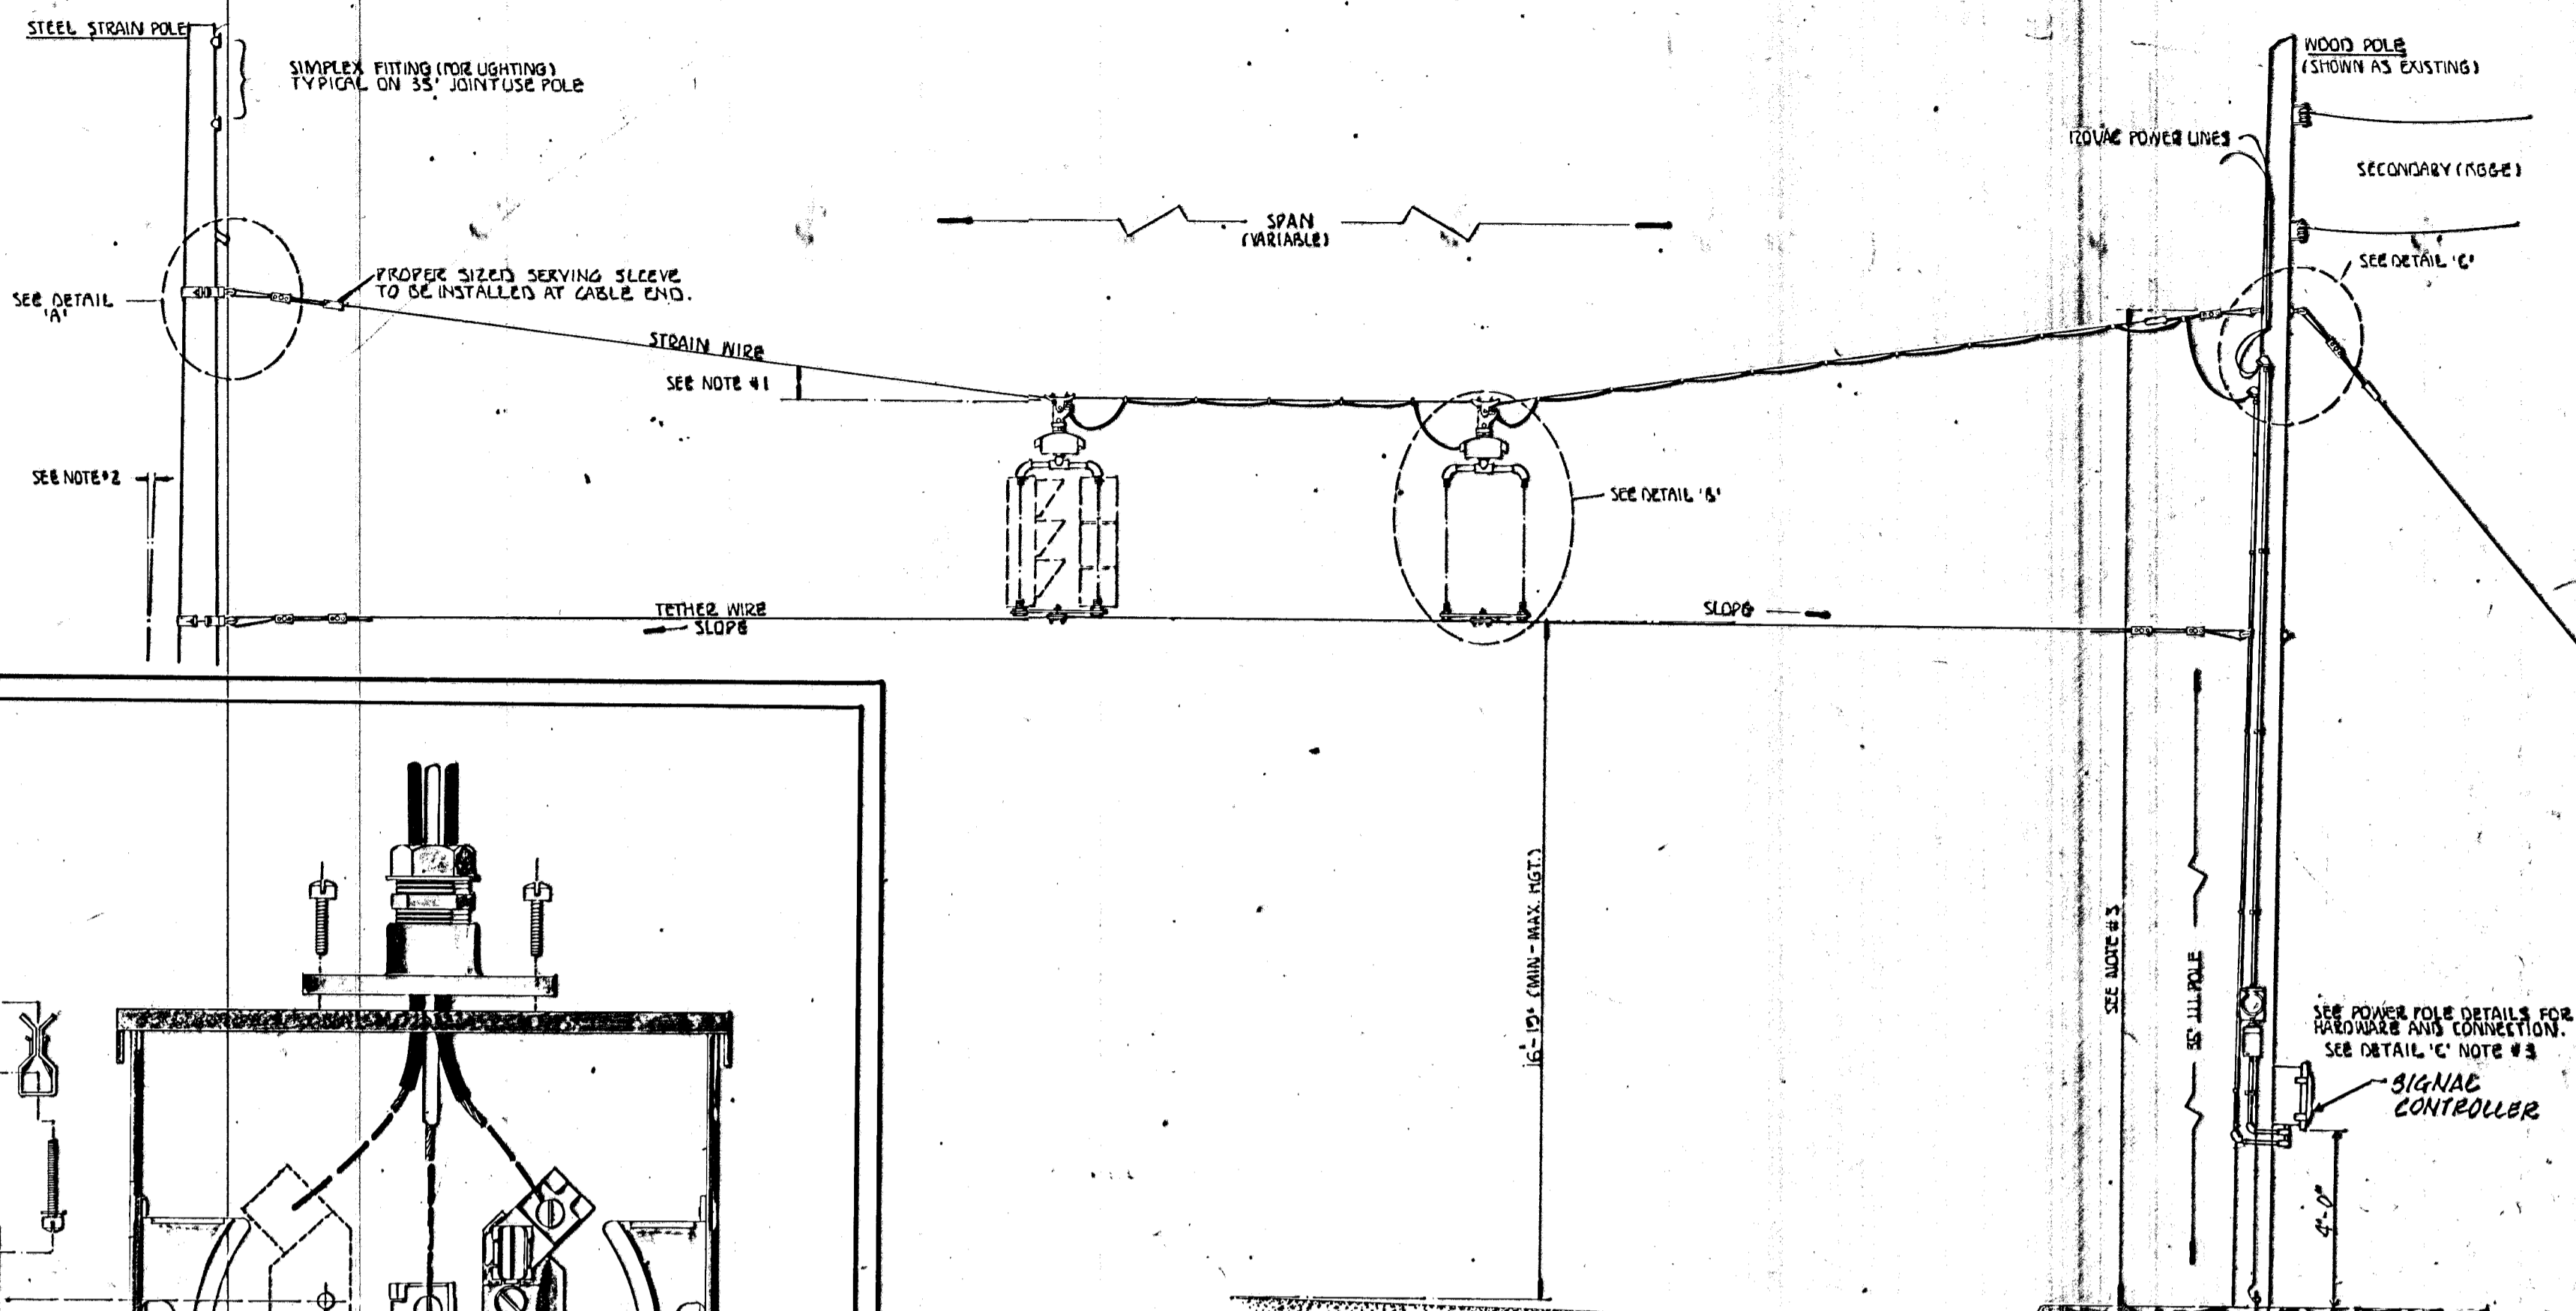 STEEL STRAIN POLE
SIMPLEX FITTING (FOR LIGHTING)
TYPICAL ON 35' JOINT USE POLE
WOOD POLE
(SHOWN AS EXISTING)
120VAC POWER LINES
SECONDARY
SPAN
(VARIABLE)
SEE DETAIL 'C'
PROPER SIZED SERVING SLEEVE
TO BE INSTALLED AT CABLE END.
SEE DETAIL
'A'
STRAIN WIRE
SEE NOTE #1
SEE NOTE #2
SEE DETAIL 'B'
TETHER WIRE
SLOPE
SLOPE
16'-19' (MIN - MAX. HGT.)
SEE NOTE #3
35' POLE
SEE POWER POLE DETAILS FOR
HARDWARE AND CONNECTION.
SEE DETAIL 'C' NOTE #3
SIGNAL
CONTROLLER
4'-0"